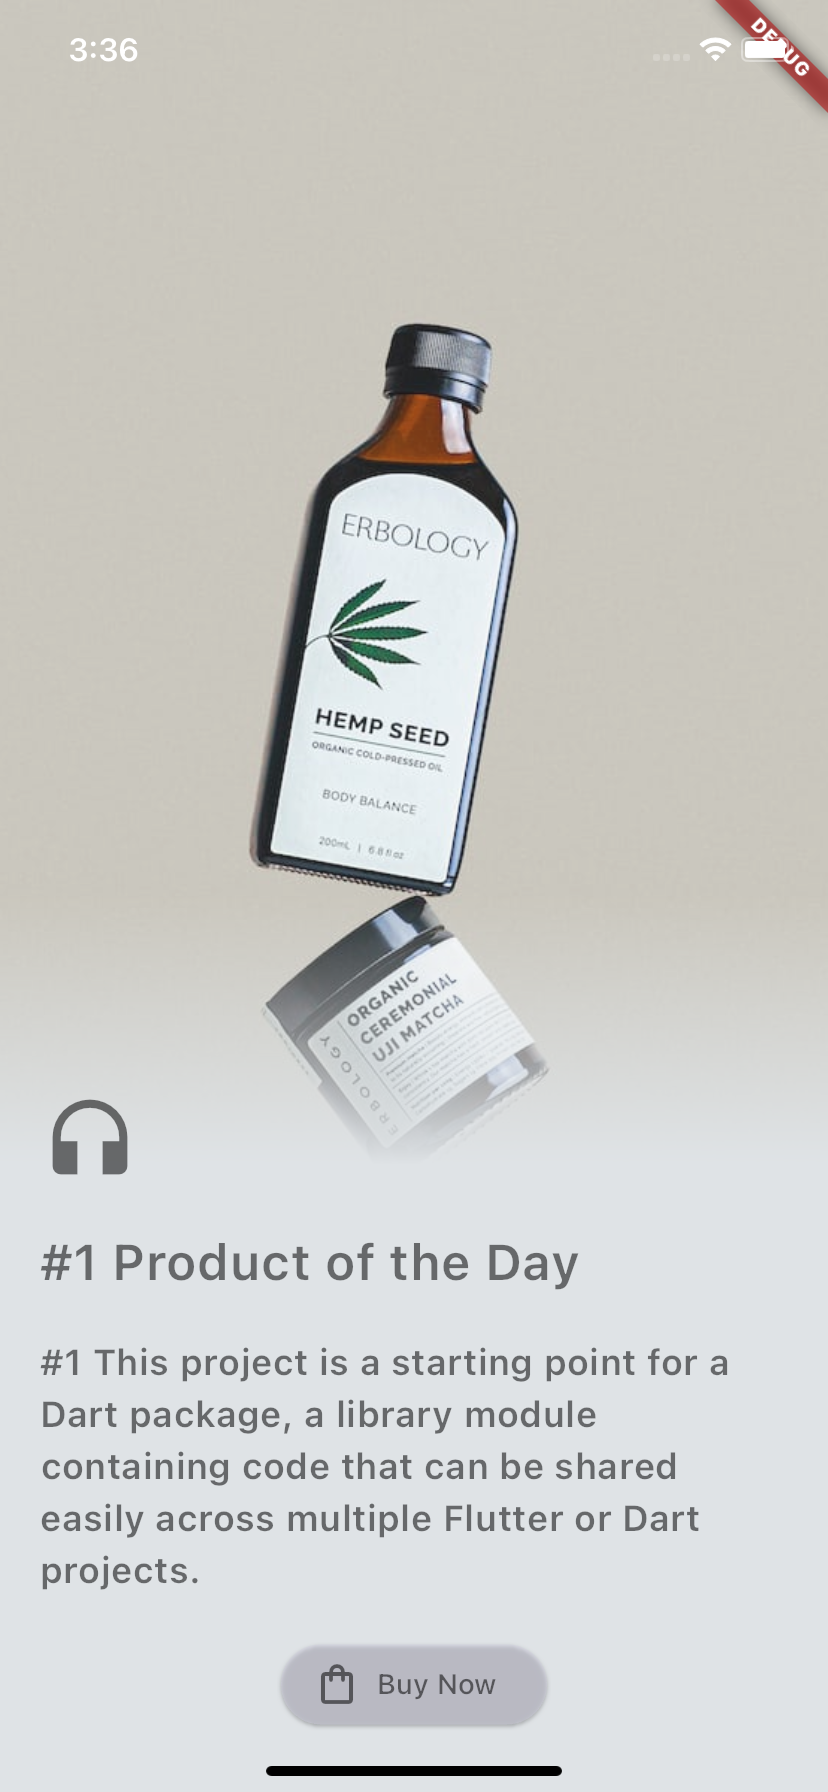 3:36
DEBUG
ERBOLOGY
HEMP SEED
ORGANIC COLD-PRESSED OIL
BODY BALANCE
200mL | 6.8 fl oz
ORGANIC
CEREMONIAL
UJI MATCHA
ERBOLOGY
#1 Product of the Day
#1 This project is a starting point for a
Dart package, a library module
containing code that can be shared
easily across multiple Flutter or Dart
projects.
Buy Now